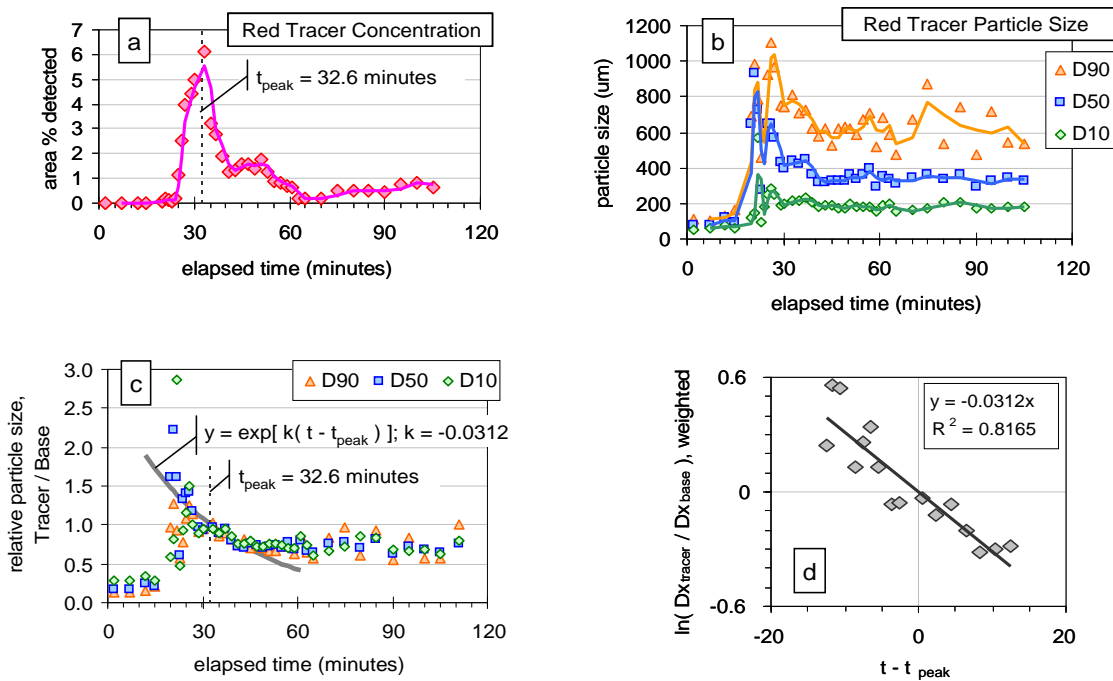 a
Red Tracer Concentration
t peak = 32.6 minutes
area % detected
7
6
5
4
3
2
1
0
0 30 60 90 120
elapsed time (minutes)
b
Red Tracer Particle Size
D90
D50
D10
particle size (um)
1200
1000
800
600
400
200
0
0 30 60 90 120
elapsed time (minutes)
c
D90 D50 D10
y = exp[ k( t - t peak ) ]; k = -0.0312
t peak = 32.6 minutes
relative particle size,
Tracer / Base
3.0
2.5
2.0
1.5
1.0
0.5
0.0
0 30 60 90 120
elapsed time (minutes)
y = -0.0312x
R 2 = 0.8165
d
ln( Dx tracer / Dx base ), weighted
0.6
0
-0.6
-20 0 20
t - t peak